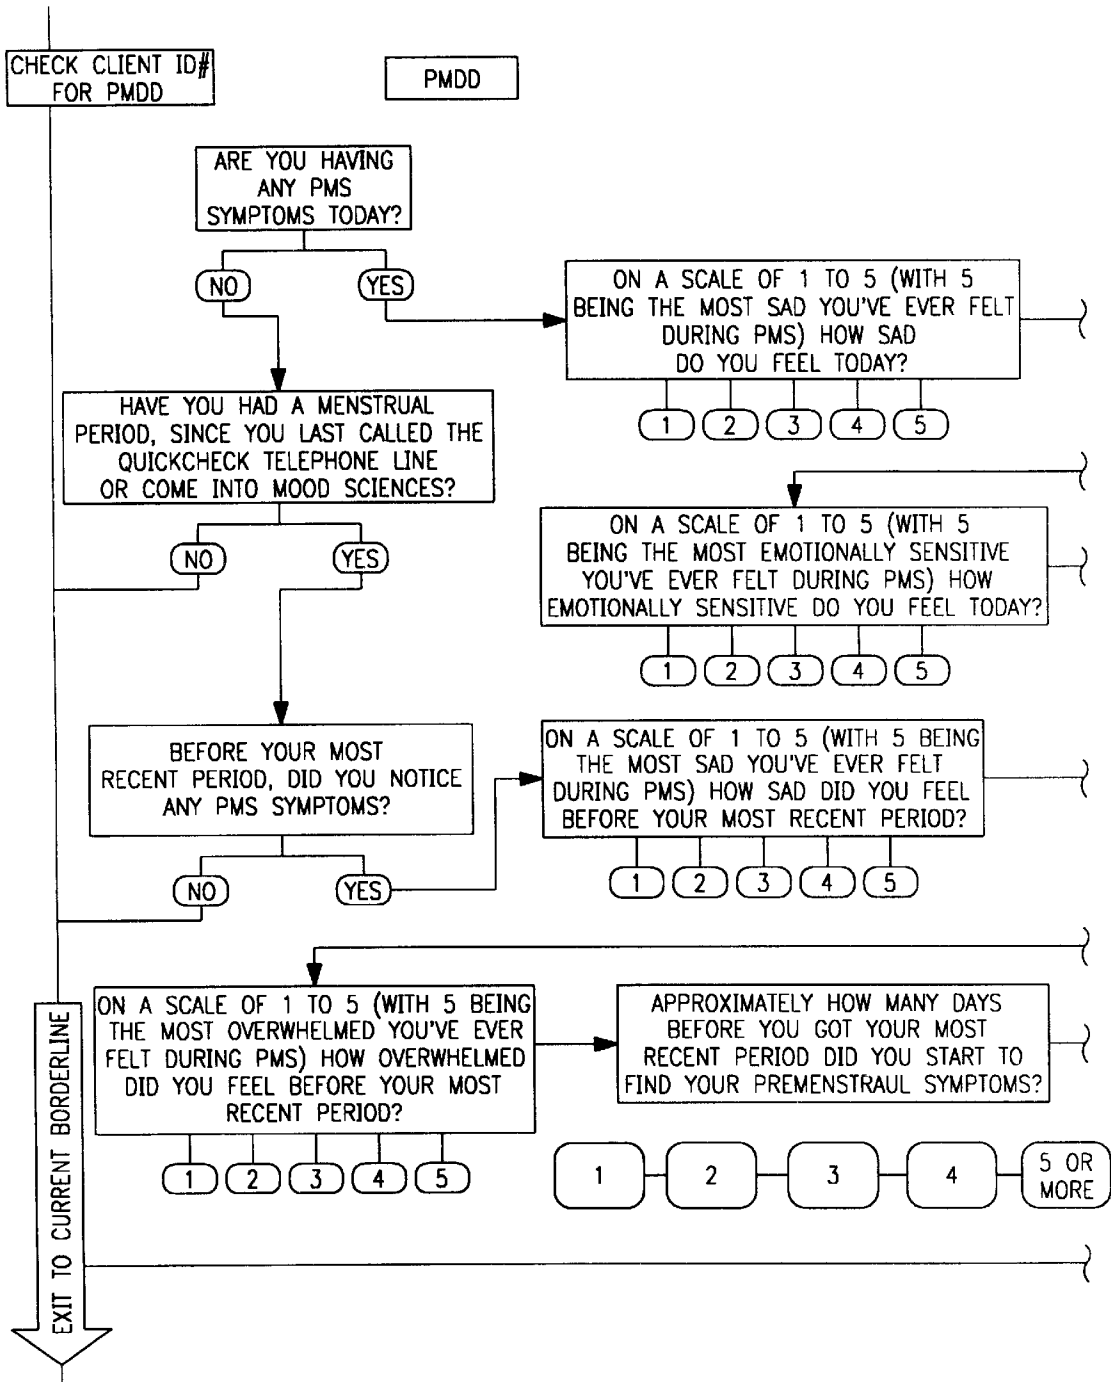 CHECK CLIENT ID#
FOR PMDD
PMDD
ARE YOU HAVING
ANY PMS
SYMPTOMS TODAY?
NO
YES
ON A SCALE OF 1 TO 5 (WITH 5
BEING THE MOST SAD YOU'VE EVER FELT
DURING PMS) HOW SAD
DO YOU FEEL TODAY?
1
2
3
4
5
HAVE YOU HAD A MENSTRUAL
PERIOD, SINCE YOU LAST CALLED THE
QUICKCHECK TELEPHONE LINE
OR COME INTO MOOD SCIENCES?
NO
YES
ON A SCALE OF 1 TO 5 (WITH 5
BEING THE MOST EMOTIONALLY SENSITIVE
YOU'VE EVER FELT DURING PMS) HOW
EMOTIONALLY SENSITIVE DO YOU FEEL TODAY?
1
2
3
4
5
BEFORE YOUR MOST
RECENT PERIOD, DID YOU NOTICE
ANY PMS SYMPTOMS?
NO
YES
ON A SCALE OF 1 TO 5 (WITH 5 BEING
THE MOST SAD YOU'VE EVER FELT
DURING PMS) HOW SAD DID YOU FEEL
BEFORE YOUR MOST RECENT PERIOD?
1
2
3
4
5
ON A SCALE OF 1 TO 5 (WITH 5 BEING
THE MOST OVERWHELMED YOU'VE EVER
FELT DURING PMS) HOW OVERWHELMED
DID YOU FEEL BEFORE YOUR MOST
RECENT PERIOD?
1
2
3
4
5
APPROXIMATELY HOW MANY DAYS
BEFORE YOU GOT YOUR MOST
RECENT PERIOD DID YOU START TO
FIND YOUR PREMENSTRAUL SYMPTOMS?
1
2
3
4
5 OR
MORE
EXIT TO CURRENT BORDERLINE